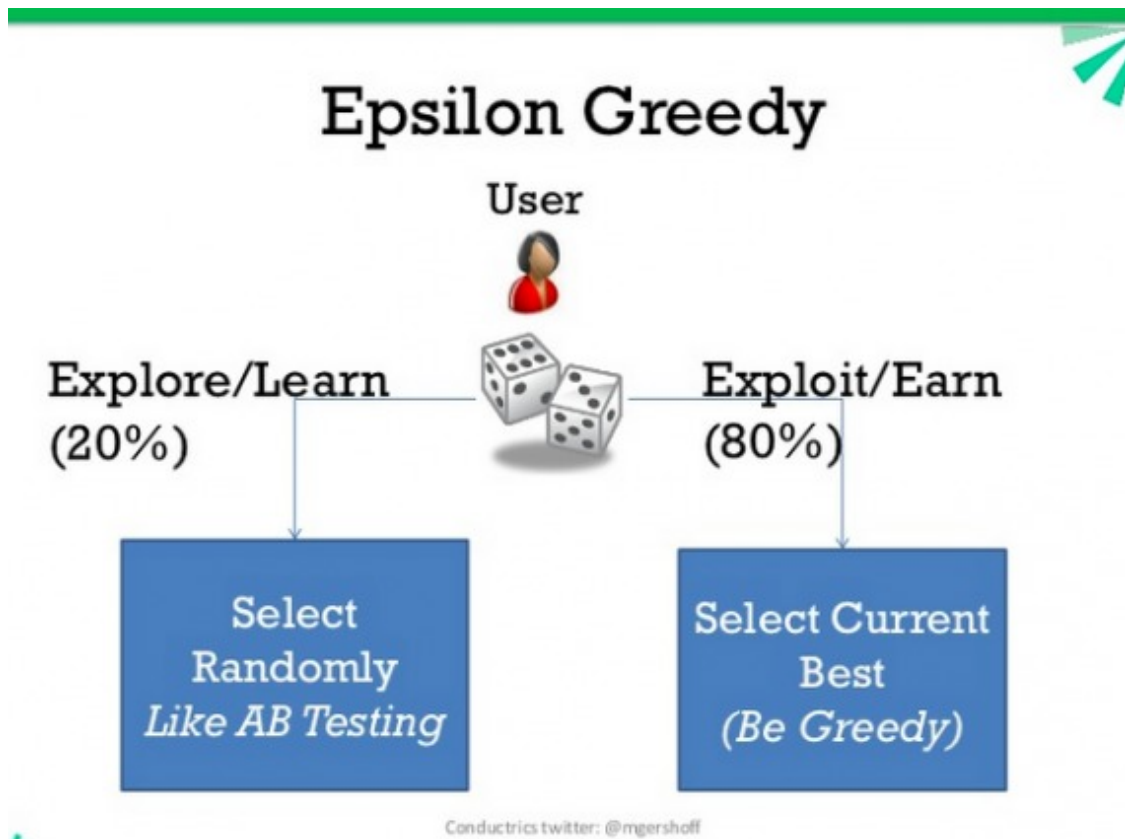 Epsilon Greedy
User
Explore/Learn
(20%)
Exploit/Earn
(80%)
Select
Randomly
Like AB Testing
Select Current
Best
(Be Greedy)
Conductrics twitter: @mgershoff